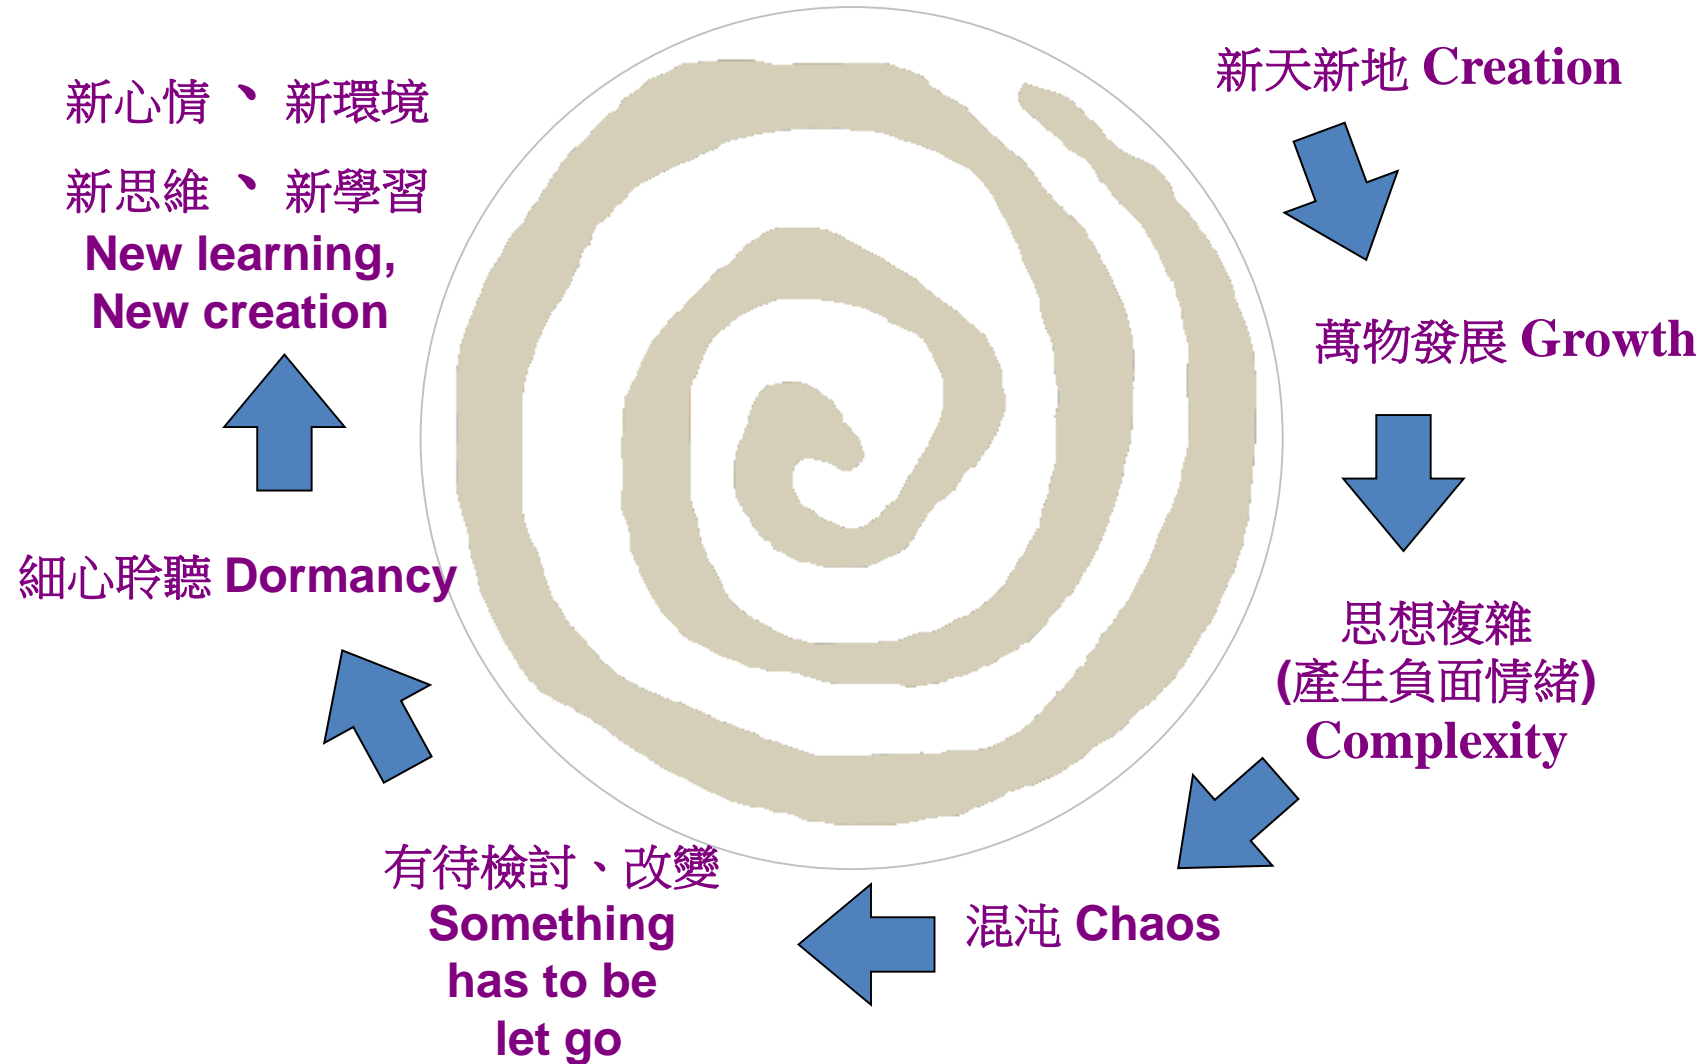 新天新地 Creation
萬物發展 Growth
思想複雜
(產生負面情緒)
Complexity
混沌 Chaos
有待檢討、改變
Something
has to be
let go
細心聆聽 Dormancy
新心情、新環境
新思維、新學習
New learning,
New creation